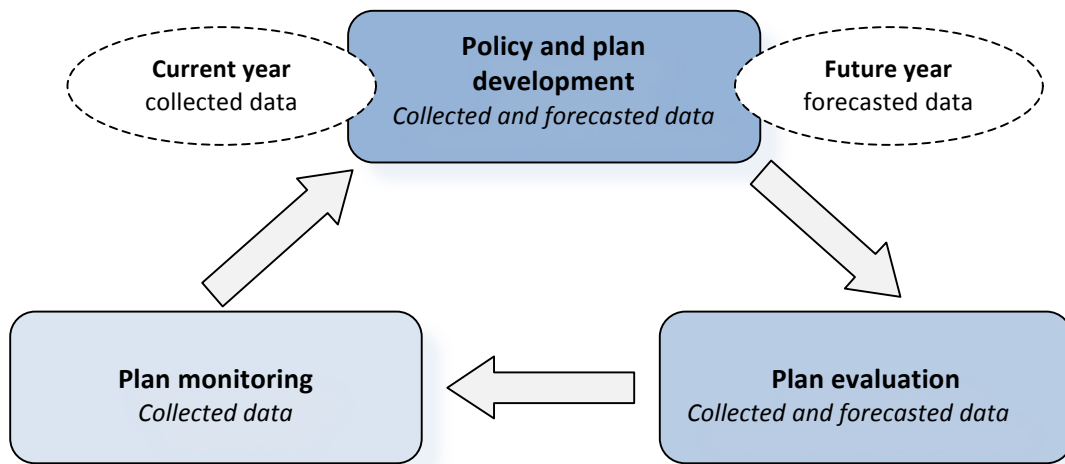 Policy and plan
development
Collected and forecasted data
Current year
collected data
Future year
forecasted data
Plan monitoring
Collected data
Plan evaluation
Collected and forecasted data